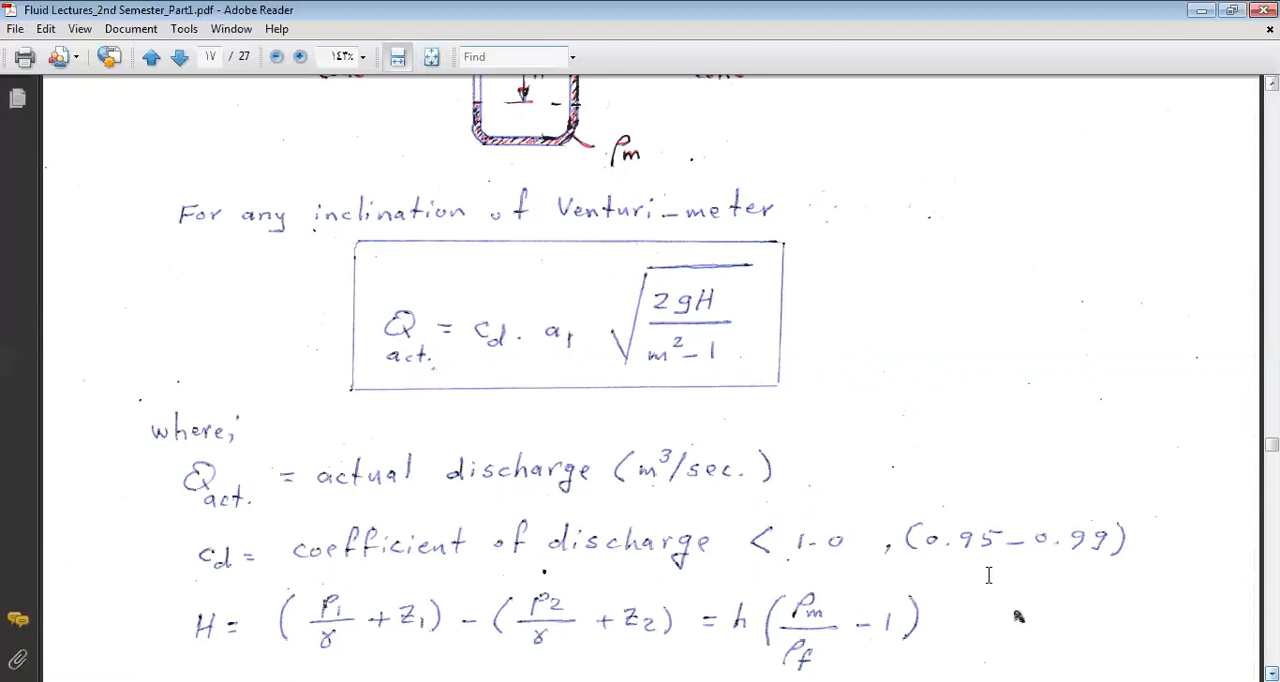 Fluid Lectures_2nd Semester_Part1.pdf - Adobe Reader
File Edit View Document Tools Window Help
١٧ / 27 ١٤٣% Find
ρm
For any inclination of Venturi-meter
Q act. = cd . a1 √(2gH / m² - 1)
where;
Q act. = actual discharge (m³/sec.)
cd = coefficient of discharge < 1.0 , (0.95 - 0.99)
H = (P1/γ + Z1) - (P2/γ + Z2) = h (ρm/ρf - 1)